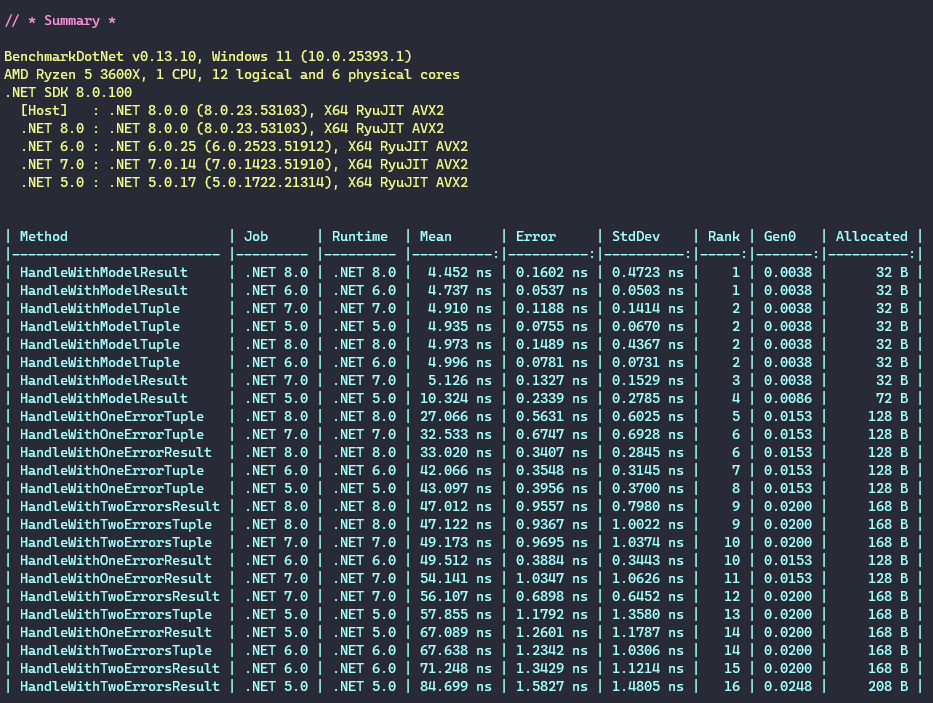 // * Summary *
BenchmarkDotNet v0.13.10, Windows 11 (10.0.25393.1)
AMD Ryzen 5 3600X, 1 CPU, 12 logical and 6 physical cores
.NET SDK 8.0.100
  [Host]   : .NET 8.0.0 (8.0.23.53103), X64 RyuJIT AVX2
  .NET 8.0 : .NET 8.0.0 (8.0.23.53103), X64 RyuJIT AVX2
  .NET 6.0 : .NET 6.0.25 (6.0.2523.51912), X64 RyuJIT AVX2
  .NET 7.0 : .NET 7.0.14 (7.0.1423.51910), X64 RyuJIT AVX2
  .NET 5.0 : .NET 5.0.17 (5.0.1722.21314), X64 RyuJIT AVX2
| Method                    | Job      | Runtime  | Mean      | Error     | StdDev    | Rank | Gen0   | Allocated |
|-------------------------- |--------- |--------- |----------:|----------:|----------:|-----:|-------:|----------:|
| HandleWithModelResult     | .NET 8.0 | .NET 8.0 |  4.452 ns | 0.1602 ns | 0.4723 ns |    1 | 0.0038 |      32 B |
| HandleWithModelResult     | .NET 6.0 | .NET 6.0 |  4.737 ns | 0.0537 ns | 0.0503 ns |    1 | 0.0038 |      32 B |
| HandleWithModelTuple      | .NET 7.0 | .NET 7.0 |  4.910 ns | 0.1188 ns | 0.1414 ns |    2 | 0.0038 |      32 B |
| HandleWithModelTuple      | .NET 5.0 | .NET 5.0 |  4.935 ns | 0.0755 ns | 0.0670 ns |    2 | 0.0038 |      32 B |
| HandleWithModelTuple      | .NET 8.0 | .NET 8.0 |  4.973 ns | 0.1489 ns | 0.4367 ns |    2 | 0.0038 |      32 B |
| HandleWithModelTuple      | .NET 6.0 | .NET 6.0 |  4.996 ns | 0.0781 ns | 0.0731 ns |    2 | 0.0038 |      32 B |
| HandleWithModelResult     | .NET 7.0 | .NET 7.0 |  5.126 ns | 0.1327 ns | 0.1529 ns |    3 | 0.0038 |      32 B |
| HandleWithModelResult     | .NET 5.0 | .NET 5.0 | 10.324 ns | 0.2339 ns | 0.2785 ns |    4 | 0.0086 |      72 B |
| HandleWithOneErrorTuple   | .NET 8.0 | .NET 8.0 | 27.066 ns | 0.5631 ns | 0.6025 ns |    5 | 0.0153 |     128 B |
| HandleWithOneErrorTuple   | .NET 7.0 | .NET 7.0 | 32.533 ns | 0.6747 ns | 0.6928 ns |    6 | 0.0153 |     128 B |
| HandleWithOneErrorResult  | .NET 8.0 | .NET 8.0 | 33.020 ns | 0.3407 ns | 0.2845 ns |    6 | 0.0153 |     128 B |
| HandleWithOneErrorTuple   | .NET 6.0 | .NET 6.0 | 42.066 ns | 0.3548 ns | 0.3145 ns |    7 | 0.0153 |     128 B |
| HandleWithOneErrorTuple   | .NET 5.0 | .NET 5.0 | 43.097 ns | 0.3956 ns | 0.3700 ns |    8 | 0.0153 |     128 B |
| HandleWithTwoErrorsResult | .NET 8.0 | .NET 8.0 | 47.012 ns | 0.9557 ns | 0.7980 ns |    9 | 0.0200 |     168 B |
| HandleWithTwoErrorsTuple  | .NET 8.0 | .NET 8.0 | 47.122 ns | 0.9367 ns | 1.0022 ns |    9 | 0.0200 |     168 B |
| HandleWithTwoErrorsTuple  | .NET 7.0 | .NET 7.0 | 49.173 ns | 0.9695 ns | 1.0374 ns |   10 | 0.0200 |     168 B |
| HandleWithOneErrorResult  | .NET 6.0 | .NET 6.0 | 49.512 ns | 0.3884 ns | 0.3443 ns |   10 | 0.0153 |     128 B |
| HandleWithOneErrorResult  | .NET 7.0 | .NET 7.0 | 54.141 ns | 1.0347 ns | 1.0626 ns |   11 | 0.0153 |     128 B |
| HandleWithTwoErrorsResult | .NET 7.0 | .NET 7.0 | 56.107 ns | 0.6898 ns | 0.6452 ns |   12 | 0.0200 |     168 B |
| HandleWithTwoErrorsTuple  | .NET 5.0 | .NET 5.0 | 57.855 ns | 1.1792 ns | 1.3580 ns |   13 | 0.0200 |     168 B |
| HandleWithOneErrorResult  | .NET 5.0 | .NET 5.0 | 67.089 ns | 1.2601 ns | 1.1787 ns |   14 | 0.0200 |     168 B |
| HandleWithTwoErrorsTuple  | .NET 6.0 | .NET 6.0 | 67.638 ns | 1.2342 ns | 1.0306 ns |   14 | 0.0200 |     168 B |
| HandleWithTwoErrorsResult | .NET 6.0 | .NET 6.0 | 71.248 ns | 1.3429 ns | 1.1214 ns |   15 | 0.0200 |     168 B |
| HandleWithTwoErrorsResult | .NET 5.0 | .NET 5.0 | 84.699 ns | 1.5827 ns | 1.4805 ns |   16 | 0.0248 |     208 B |